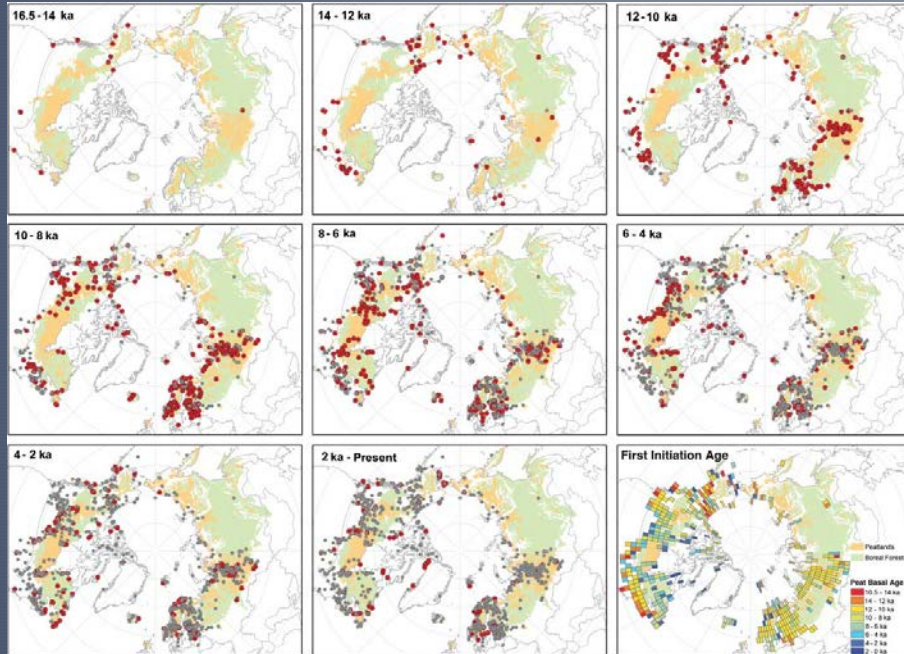 16.5 - 14 ka
14 - 12 ka
12 - 10 ka
10 - 8 ka
8 - 6 ka
6 - 4 ka
4 - 2 ka
2 ka - Present
First Initiation Age
Peatlands
Boreal Forest
Peat Basal Age
16.5 - 14 ka
14 - 12 ka
12 - 10 ka
10 - 8 ka
8 - 6 ka
6 - 4 ka
4 - 2 ka
2 - 0 ka